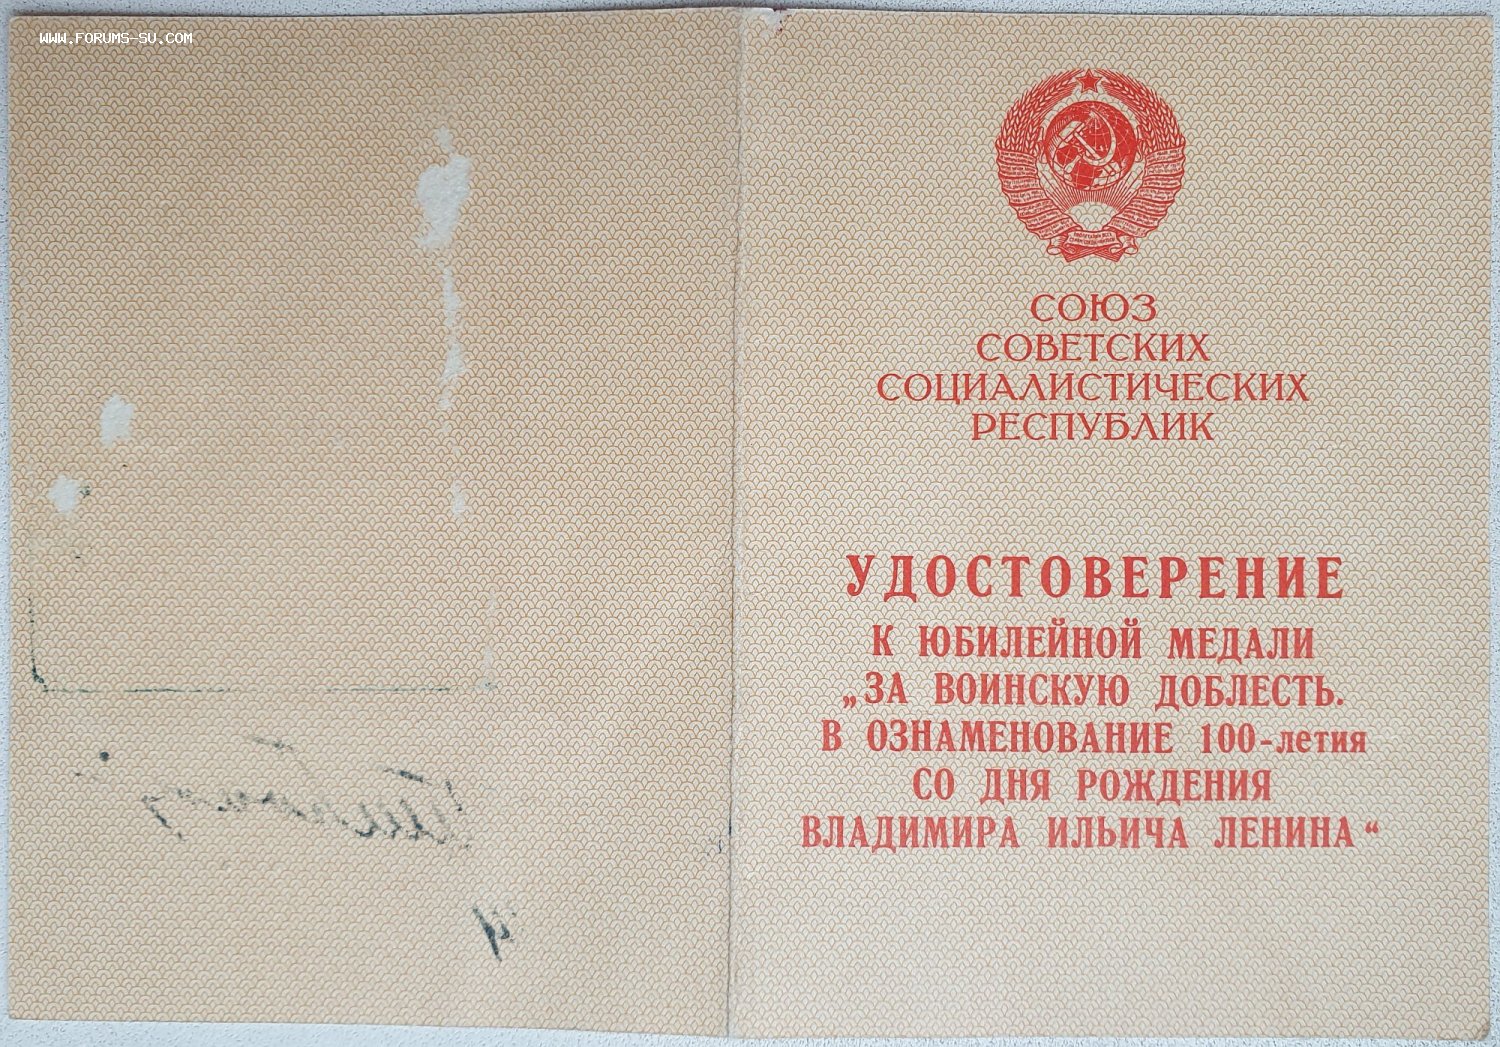 WWW.FORUMS-SU.COM
СОЮЗ
СОВЕТСКИХ
СОЦИАЛИСТИЧЕСКИХ
РЕСПУБЛИК
УДОСТОВЕРЕНИЕ
К ЮБИЛЕЙНОЙ МЕДАЛИ
„ЗА ВОИНСКУЮ ДОБЛЕСТЬ.
В ОЗНАМЕНОВАНИЕ 100-летия
СО ДНЯ РОЖДЕНИЯ
ВЛАДИМИРА ИЛЬИЧА ЛЕНИНА“